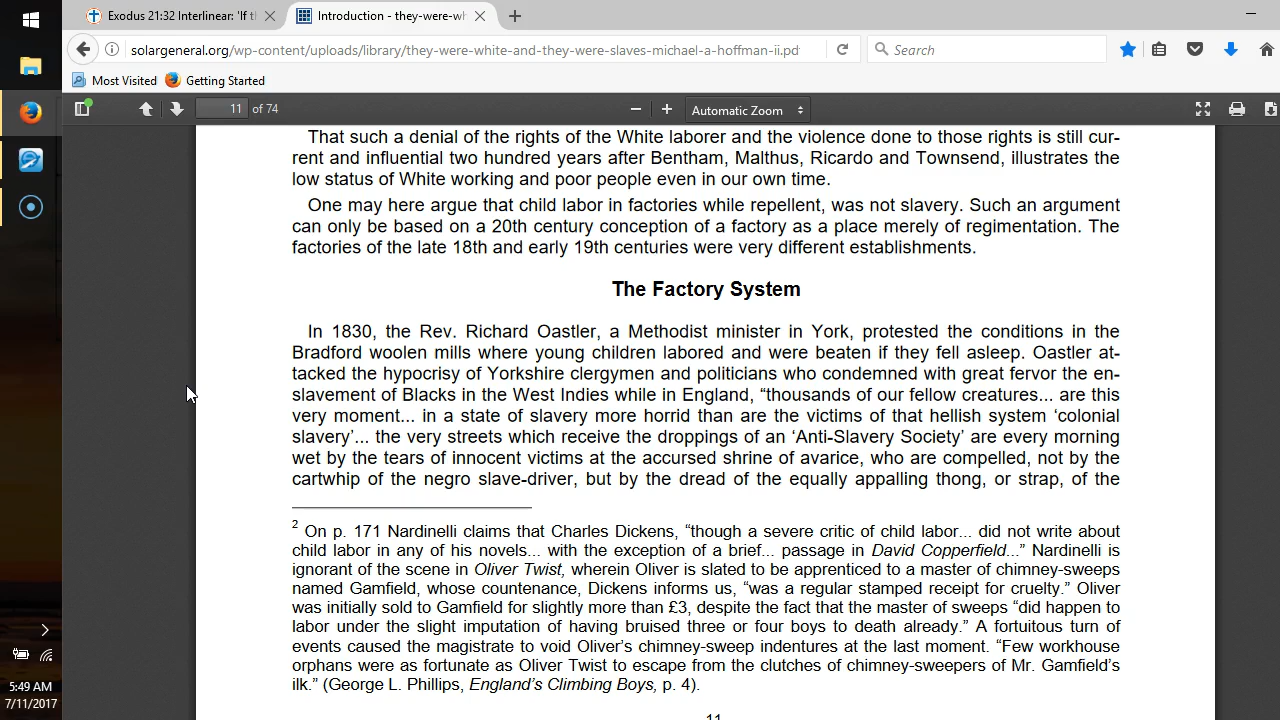 Exodus 21:32 Interlinear: 'If t
Introduction - they-were-wh
solargeneral.org/wp-content/uploads/library/they-were-white-and-they-were-slaves-michael-a-hoffman-ii.pd
Search
Most Visited
Getting Started
11 of 74
Automatic Zoom
That such a denial of the rights of the White laborer and the violence done to those rights is still cur-
rent and influential two hundred years after Bentham, Malthus, Ricardo and Townsend, illustrates the
low status of White working and poor people even in our own time.
One may here argue that child labor in factories while repellent, was not slavery. Such an argument
can only be based on a 20th century conception of a factory as a place merely of regimentation. The
factories of the late 18th and early 19th centuries were very different establishments.
The Factory System
In 1830, the Rev. Richard Oastler, a Methodist minister in York, protested the conditions in the
Bradford woolen mills where young children labored and were beaten if they fell asleep. Oastler at-
tacked the hypocrisy of Yorkshire clergymen and politicians who condemned with great fervor the en-
slavement of Blacks in the West Indies while in England, “thousands of our fellow creatures... are this
very moment... in a state of slavery more horrid than are the victims of that hellish system ‘colonial
slavery’... the very streets which receive the droppings of an ‘Anti-Slavery Society’ are every morning
wet by the tears of innocent victims at the accursed shrine of avarice, who are compelled, not by the
cartwhip of the negro slave-driver, but by the dread of the equally appalling thong, or strap, of the
2 On p. 171 Nardinelli claims that Charles Dickens, “though a severe critic of child labor... did not write about
child labor in any of his novels... with the exception of a brief... passage in David Copperfield...” Nardinelli is
ignorant of the scene in Oliver Twist, wherein Oliver is slated to be apprenticed to a master of chimney-sweeps
named Gamfield, whose countenance, Dickens informs us, “was a regular stamped receipt for cruelty.” Oliver
was initially sold to Gamfield for slightly more than £3, despite the fact that the master of sweeps “did happen to
labor under the slight imputation of having bruised three or four boys to death already.” A fortuitous turn of
events caused the magistrate to void Oliver’s chimney-sweep indentures at the last moment. “Few workhouse
orphans were as fortunate as Oliver Twist to escape from the clutches of chimney-sweepers of Mr. Gamfield’s
ilk.” (George L. Phillips, England’s Climbing Boys, p. 4).
11
5:49 AM
7/11/2017